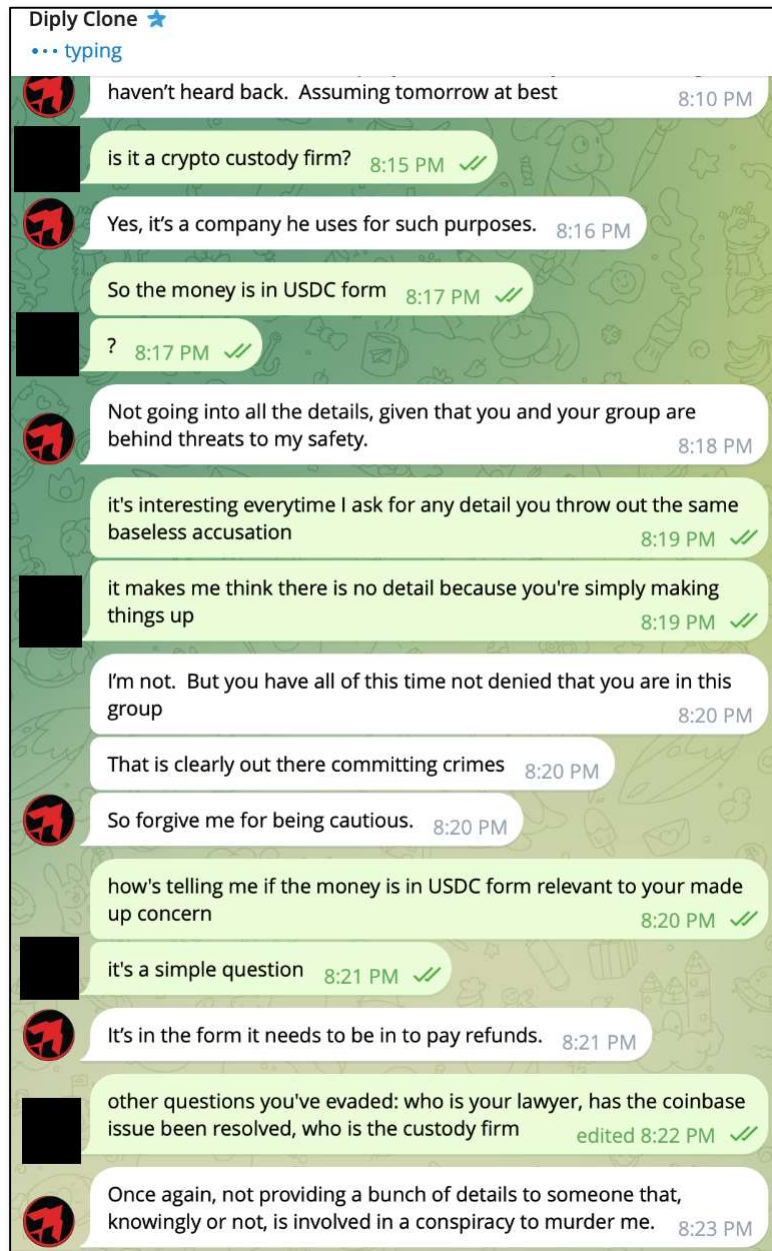 Diply Clone
••• typing
haven't heard back.  Assuming tomorrow at best
8:10 PM
is it a crypto custody firm? 8:15 PM
Yes, it's a company he uses for such purposes. 8:16 PM
So the money is in USDC form 8:17 PM
? 8:17 PM
Not going into all the details, given that you and your group are
behind threats to my safety. 8:18 PM
it's interesting everytime I ask for any detail you throw out the same
baseless accusation 8:19 PM
it makes me think there is no detail because you're simply making
things up 8:19 PM
I'm not.  But you have all of this time not denied that you are in this
group 8:20 PM
That is clearly out there committing crimes 8:20 PM
So forgive me for being cautious. 8:20 PM
how's telling me if the money is in USDC form relevant to your made
up concern 8:20 PM
it's a simple question 8:21 PM
It's in the form it needs to be in to pay refunds. 8:21 PM
other questions you've evaded: who is your lawyer, has the coinbase
issue been resolved, who is the custody firm edited 8:22 PM
Once again, not providing a bunch of details to someone that,
knowingly or not, is involved in a conspiracy to murder me. 8:23 PM